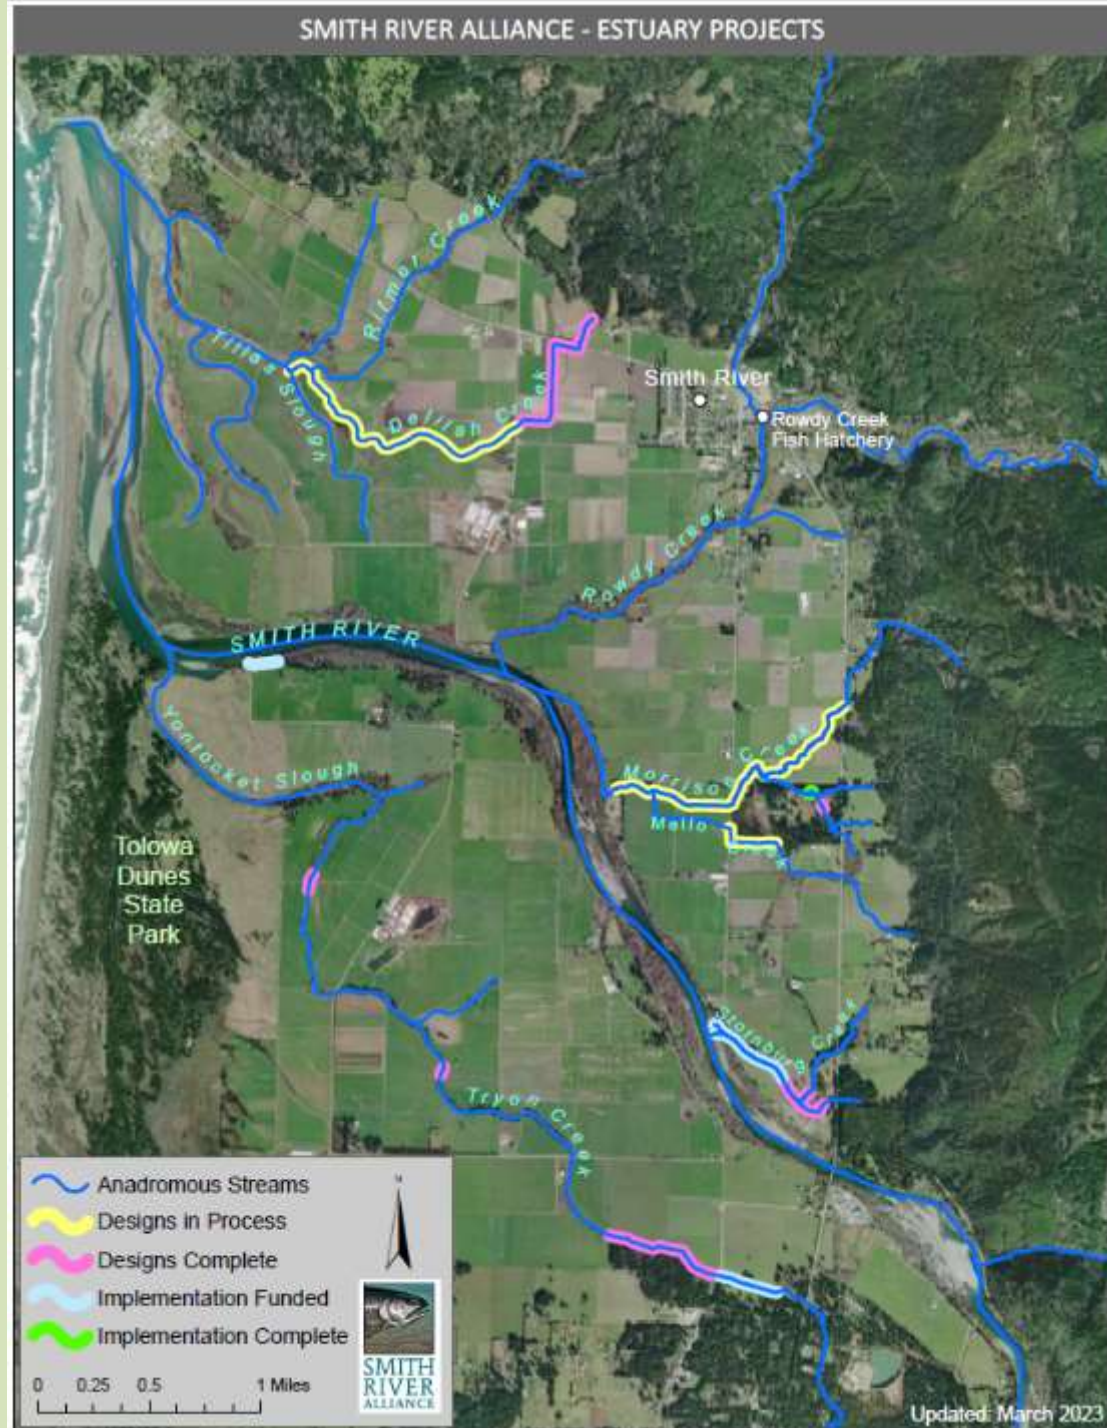 SMITH RIVER ALLIANCE - ESTUARY PROJECTS
Ritmer Creek
Tillas Slough
Delilah Creek
Smith River
Rowdy Creek
Fish Hatchery
Rowdy Creek
SMITH RIVER
Yontocket Slough
Morrison Creek
Mello
Tolowa
Dunes
State
Park
Creek
Tryon Creek
Anadromous Streams
Designs in Process
Designs Complete
Implementation Funded
Implementation Complete
N
0 0.25 0.5 1 Miles
SMITH
RIVER
ALLIANCE
Updated: March 2023